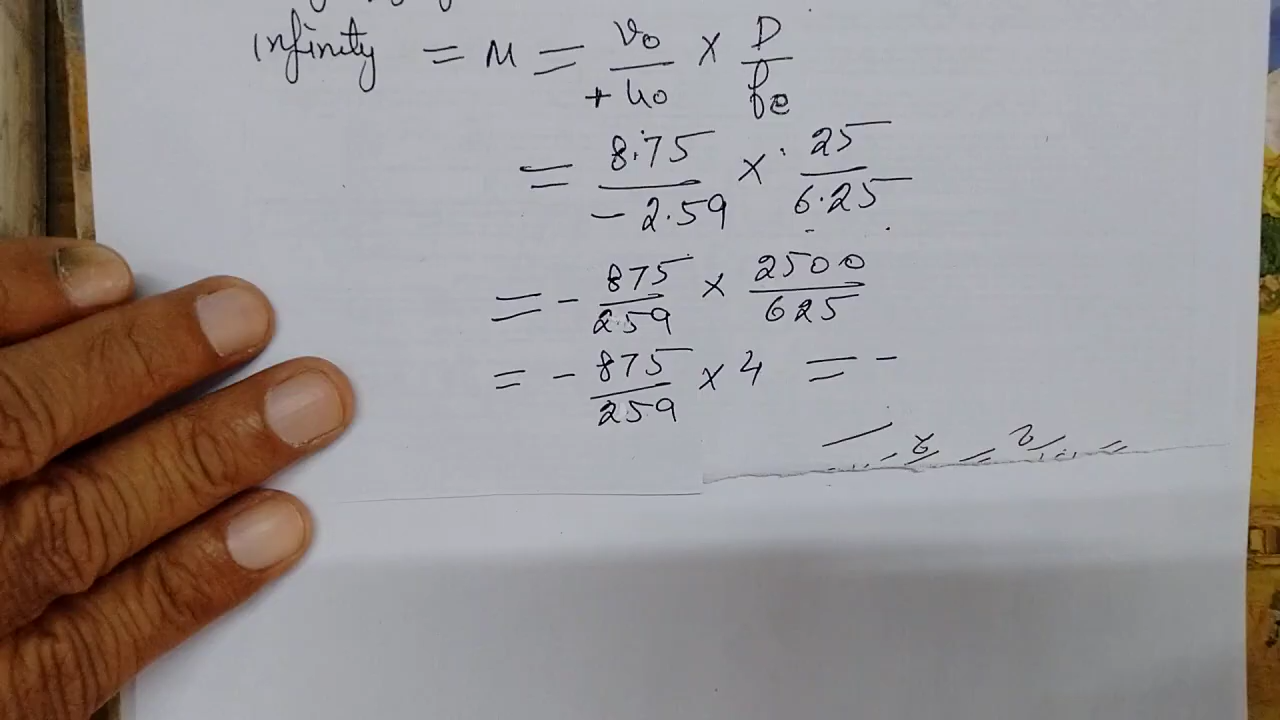 infinity = M = v₀/+u₀ × D/fe
= 8.75/-2.59 × 25/6.25
= - 875/259 × 2500/625
= - 875/259 × 4 = -